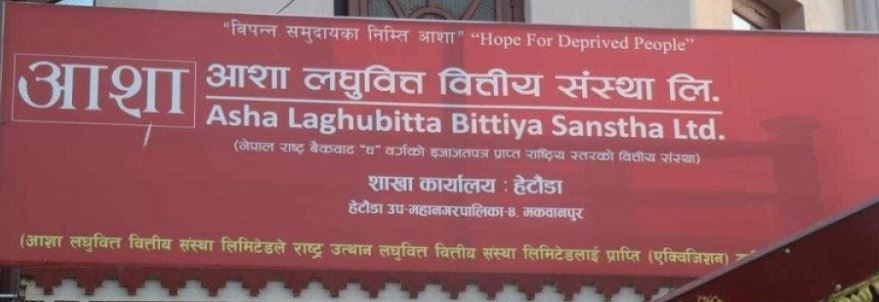 "विपन्न समुदायका निम्ति आशा" "Hope For Deprived People"
आशा
आशा लघुवित्त वित्तीय संस्था लि.
Asha Laghubitta Bittiya Sanstha Ltd.
(नेपाल राष्ट्र बैंकबाट "घ" वर्गको इजाजतपत्र प्राप्त राष्ट्रिय स्तरको वित्तीय संस्था)
शाखा कार्यालय : हेटौंडा
हेटौंडा उप-महानगरपालिका-४, मकवानपुर
(आशा लघुवित्त वित्तीय संस्था लिमिटेडले राष्ट्र उत्थान लघुवित्त वित्तीय संस्था लिमिटेडलाई प्राप्ति (एक्विजिशन)